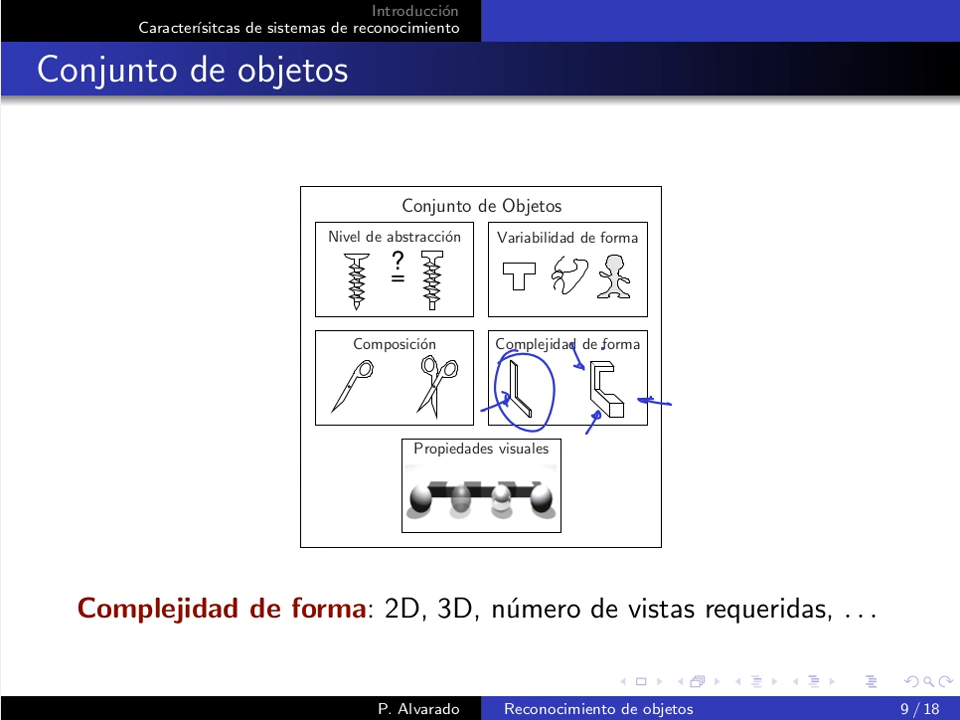 Introducción
Caracterísitcas de sistemas de reconocimiento
Conjunto de objetos
Conjunto de Objetos
Nivel de abstracción
?
=
Variabilidad de forma
Composición
Complejidad de forma
Propiedades visuales
Complejidad de forma: 2D, 3D, número de vistas requeridas, . . .
P. Alvarado
Reconocimiento de objetos
9 / 18